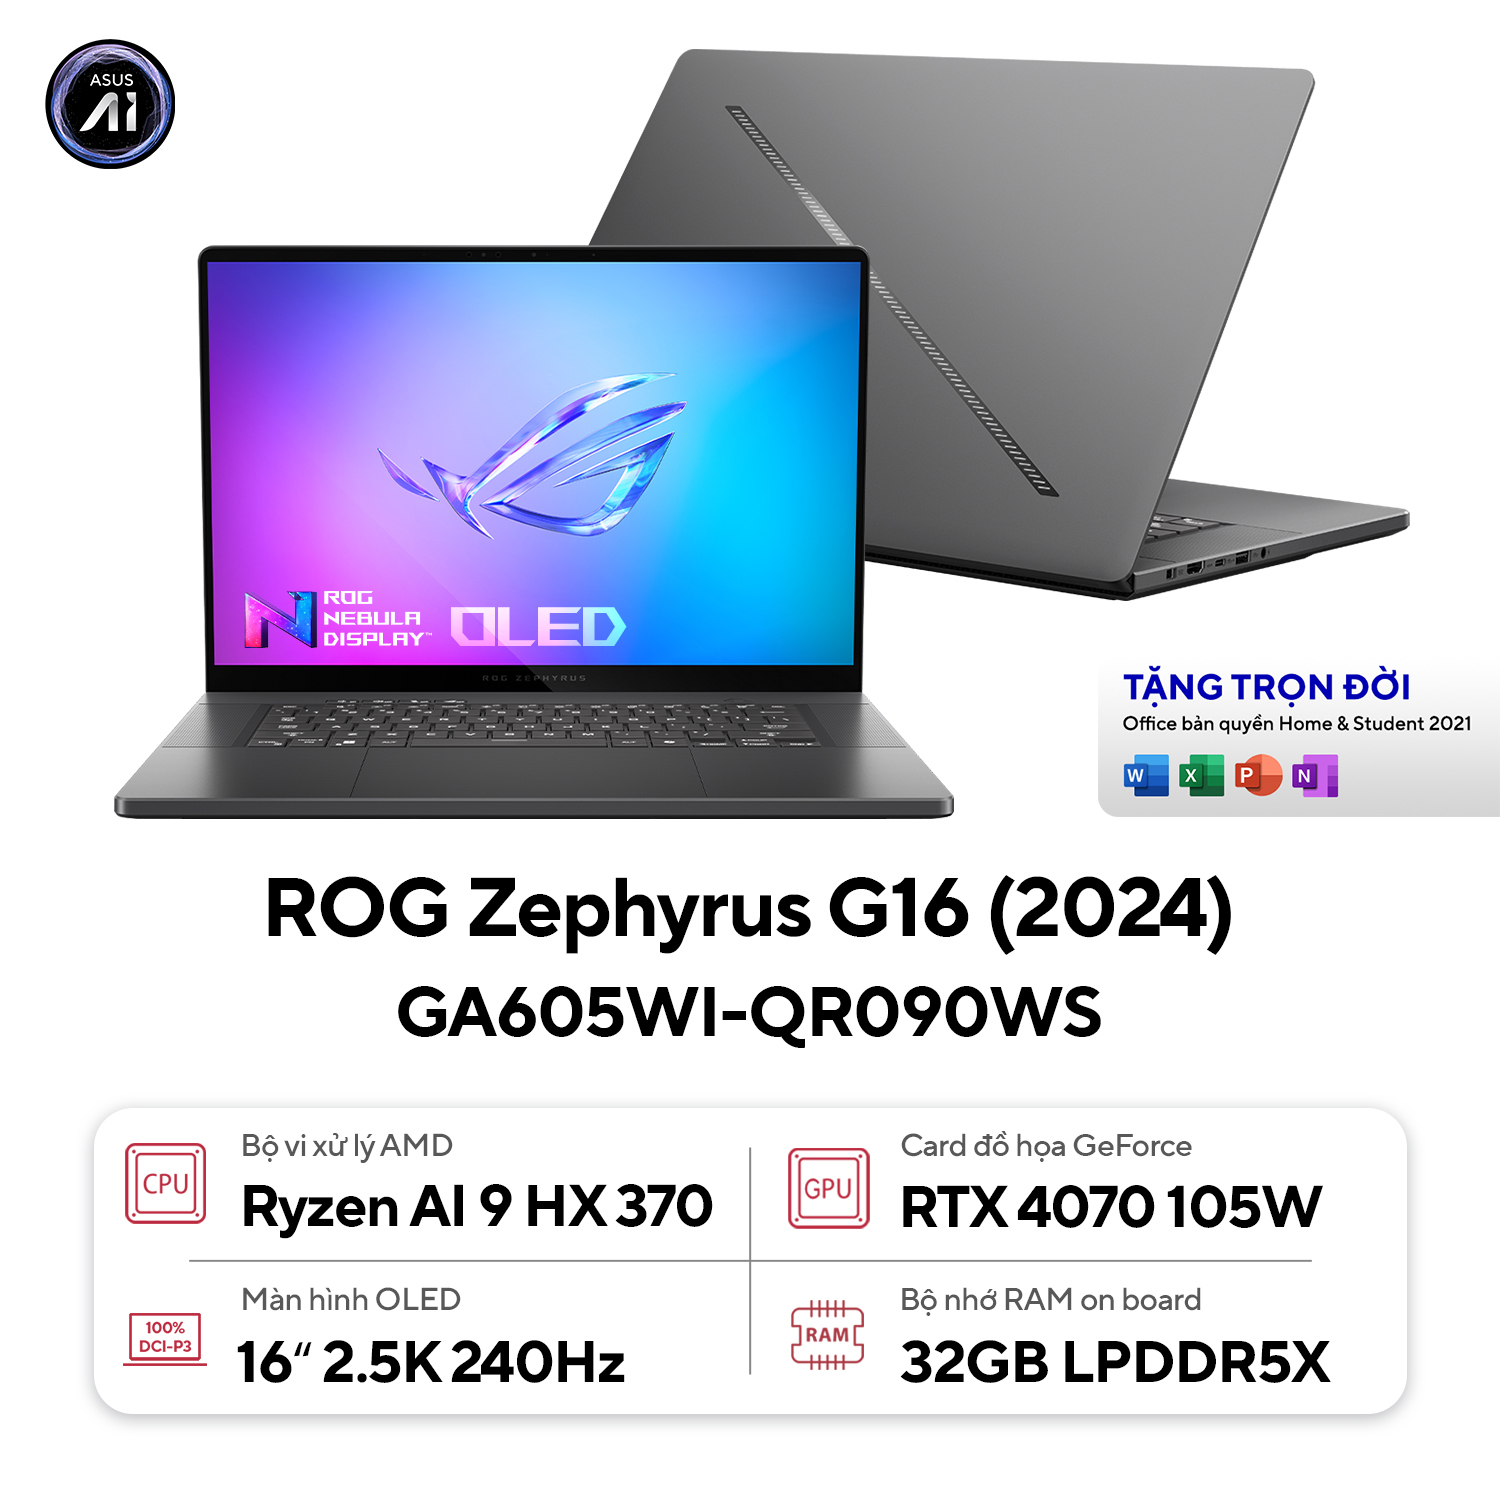 ASUS
AI
ROG
NEBULA
DISPLAY™
OLED
ROG ZEPHYRUS
TẶNG TRỌN ĐỜI
Office bản quyền Home & Student 2021
W X P N
ROG Zephyrus G16 (2024)
GA605WI-QR090WS
CPU
Bộ vi xử lý AMD
Ryzen AI 9 HX 370
GPU
Card đồ họa GeForce
RTX 4070 105W
100%
DCI-P3
Màn hình OLED
16“ 2.5K 240Hz
RAM
Bộ nhớ RAM on board
32GB LPDDR5X